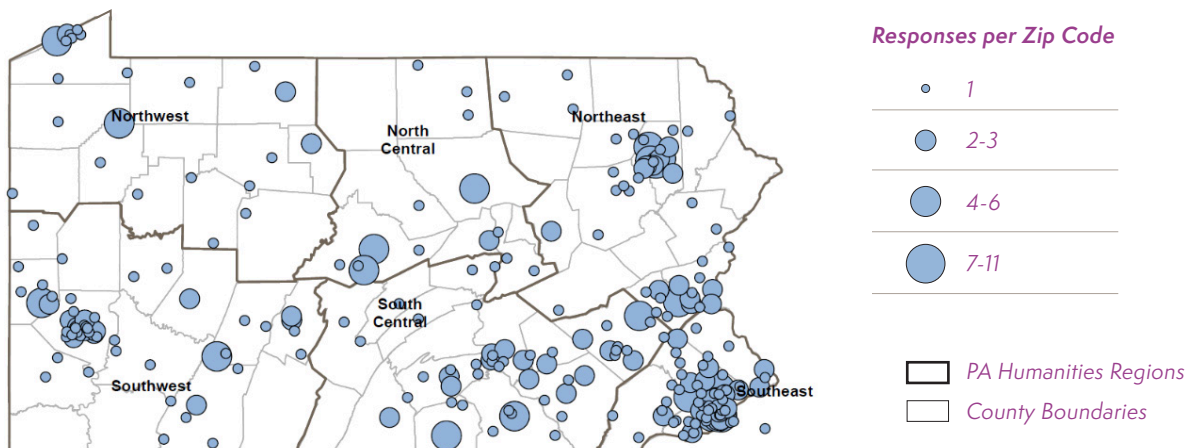 Northwest
North
Central
Northeast
South
Central
Southwest
Southeast
Responses per Zip Code
1
2-3
4-6
7-11
PA Humanities Regions
County Boundaries